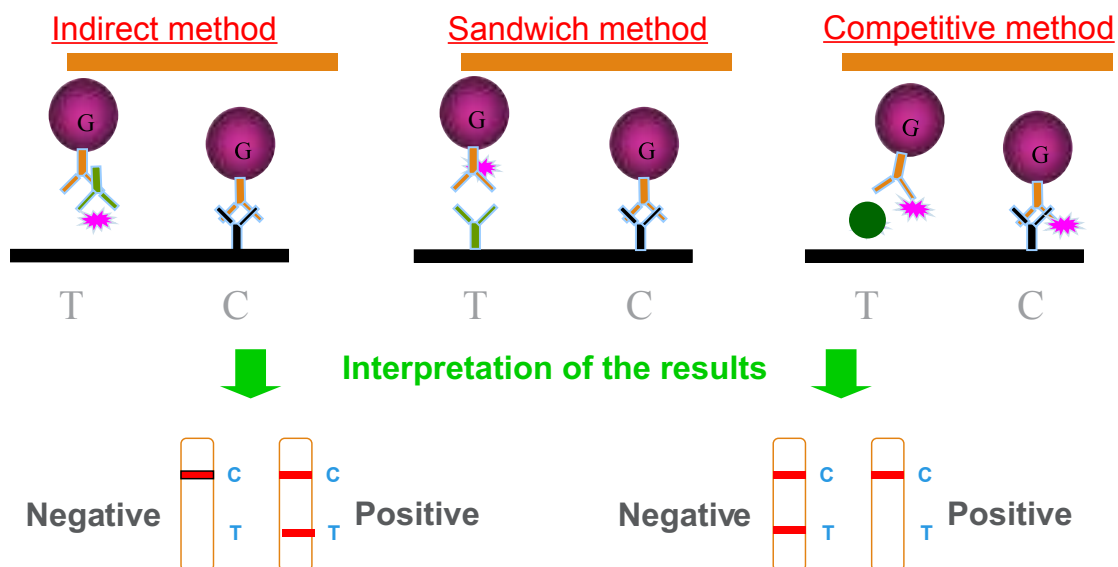 Indirect method
Sandwich method
Competitive method
G
G
G
G
G
G
T
C
T
C
T
C
Interpretation of the results
Negative
C
T
C
T
Positive
Negative
C
T
C
T
Positive